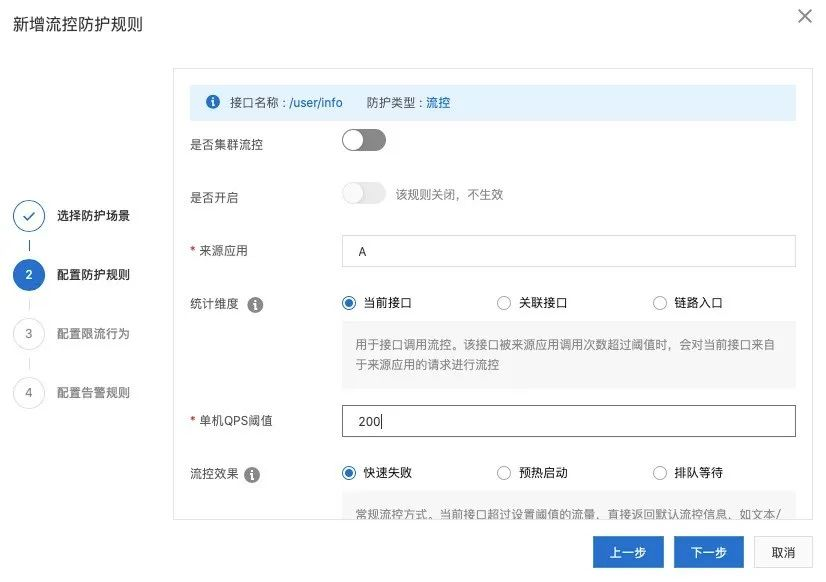 新增流控防护规则
接口名称 : /user/info 防护类型 : 流控
是否集群流控
是否开启 该规则关闭，不生效
* 来源应用 A
统计维度 当前接口 关联接口 链路入口
用于接口调用流控。该接口被来源应用调用次数超过阈值时，会对当前接口来自
于来源应用的请求进行流控
* 单机QPS阈值 200
流控效果 快速失败 预热启动 排队等待
常规流控方式。当前接口超过设置阈值的流量，直接返回默认流控信息，如文本/
选择防护场景
2 配置防护规则
3 配置限流行为
4 配置告警规则
上一步 下一步 取消